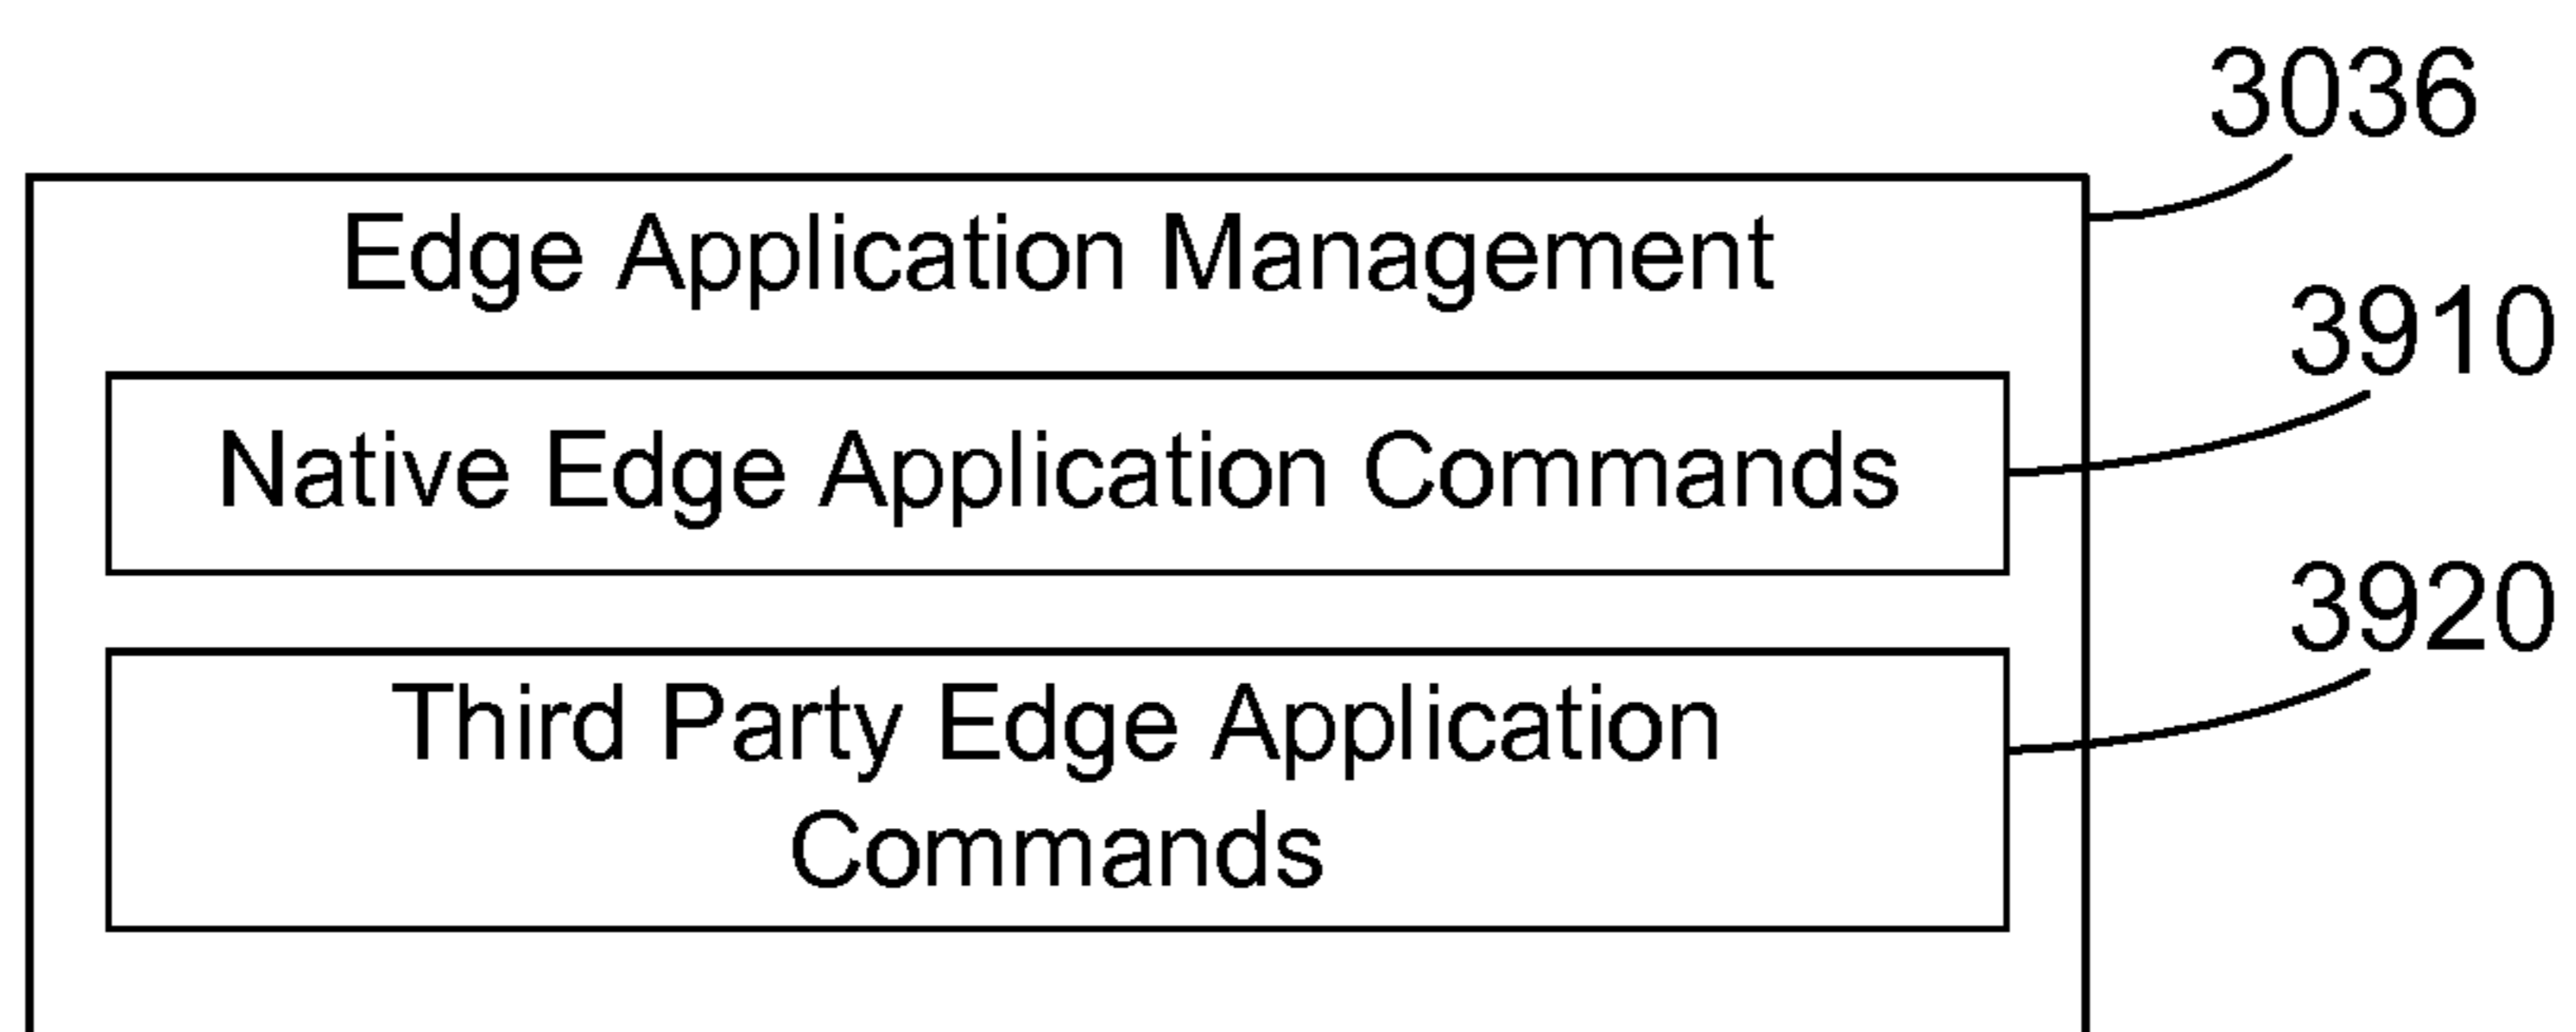 3036
Edge Application Management
3910
Native Edge Application Commands
3920
Third Party Edge Application
Commands